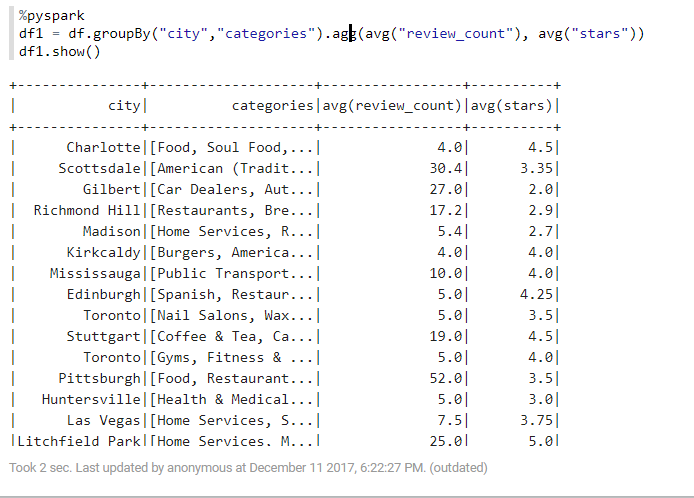 %pyspark
df1 = df.groupBy("city","categories").agg(avg("review_count"), avg("stars"))
df1.show()
+---------------+--------------------+-----------------+----------+
|           city|          categories|avg(review_count)|avg(stars)|
+---------------+--------------------+-----------------+----------+
|      Charlotte|[Food, Soul Food,...|              4.0|       4.5|
|     Scottsdale|[American (Tradit...|             30.4|      3.35|
|        Gilbert|[Car Dealers, Aut...|             27.0|       2.0|
|  Richmond Hill|[Restaurants, Bre...|             17.2|       2.9|
|        Madison|[Home Services, R...|              5.4|       2.7|
|      Kirkcaldy|[Burgers, America...|              4.0|       4.0|
|    Mississauga|[Public Transport...|             10.0|       4.0|
|      Edinburgh|[Spanish, Restaur...|              5.0|      4.25|
|        Toronto|[Nail Salons, Wax...|              5.0|       3.5|
|      Stuttgart|[Coffee & Tea, Ca...|             19.0|       4.5|
|        Toronto|[Gyms, Fitness & ...|              5.0|       4.0|
|     Pittsburgh|[Food, Restaurant...|             52.0|       3.5|
|   Huntersville|[Health & Medical...|              5.0|       3.0|
|      Las Vegas|[Home Services, S...|              7.5|      3.75|
|Litchfield Park|[Home Services, M...|             25.0|       5.0|
Took 2 sec. Last updated by anonymous at December 11 2017, 6:22:27 PM. (outdated)